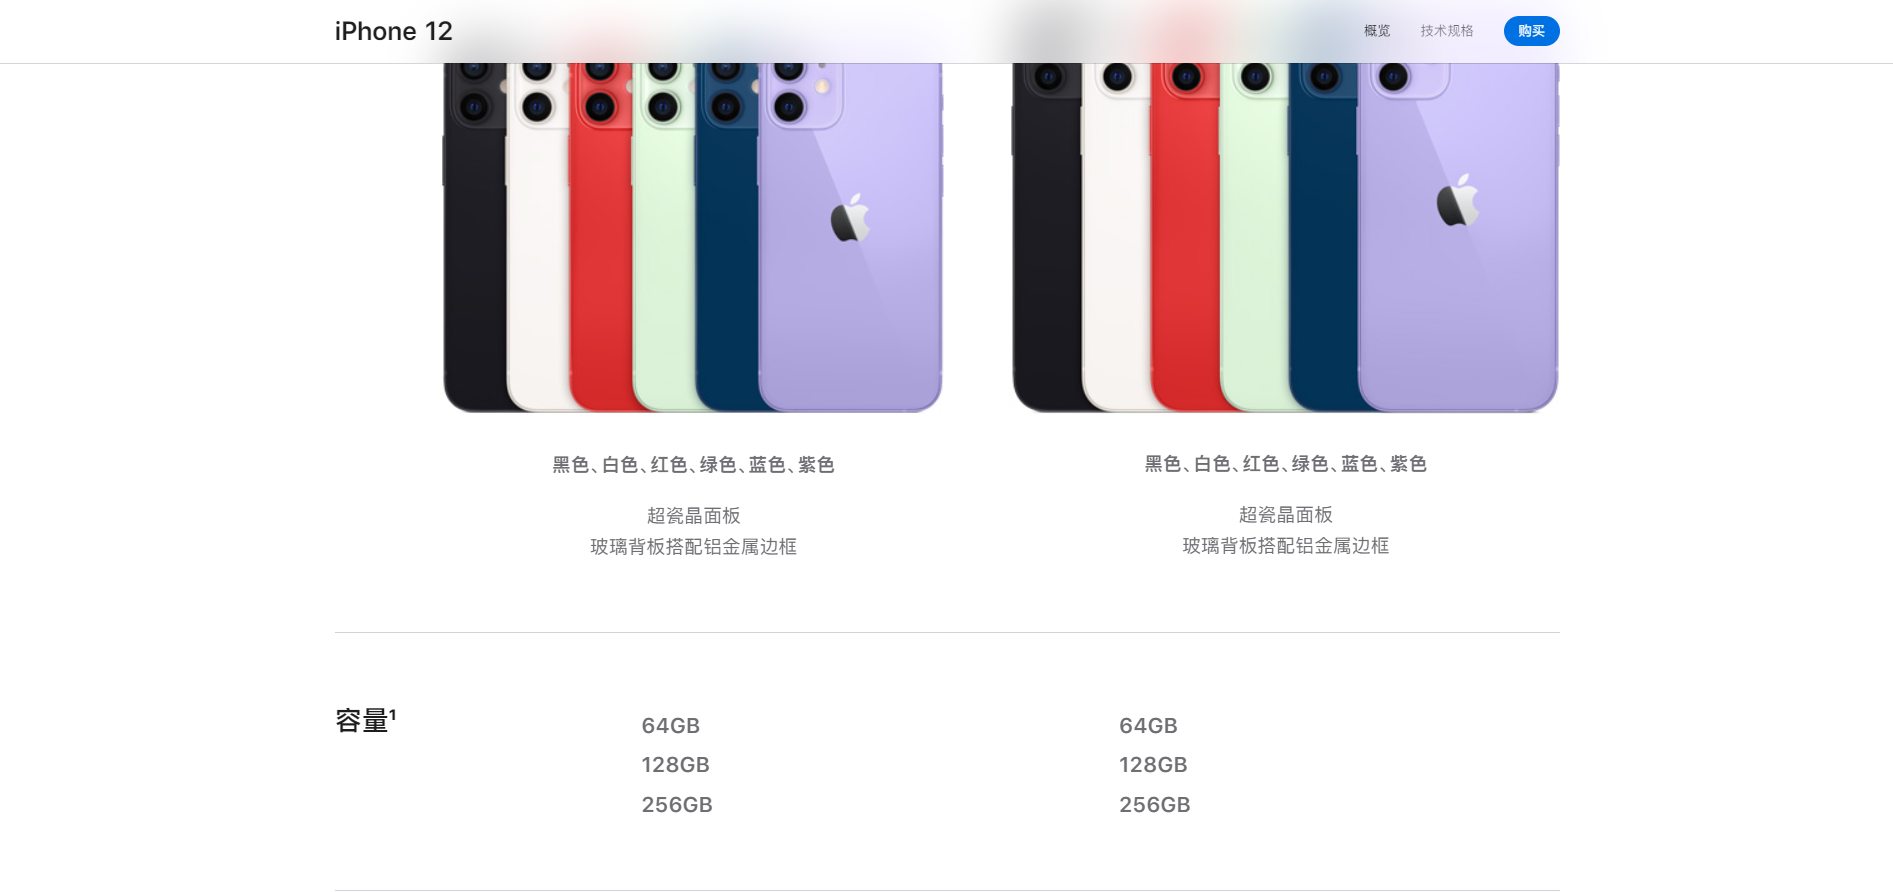 iPhone 12
概览
技术规格
购买
黑色、白色、红色、绿色、蓝色、紫色
超瓷晶面板
玻璃背板搭配铝金属边框
黑色、白色、红色、绿色、蓝色、紫色
超瓷晶面板
玻璃背板搭配铝金属边框
容量¹
64GB
128GB
256GB
64GB
128GB
256GB